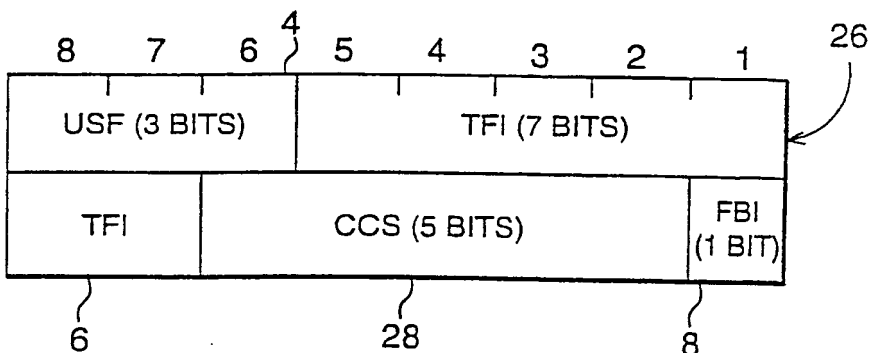 4
26
8 7 6 5 4 3 2 1
USF (3 BITS) TFI (7 BITS)
TFI CCS (5 BITS) FBI
(1 BIT)
6 28 8